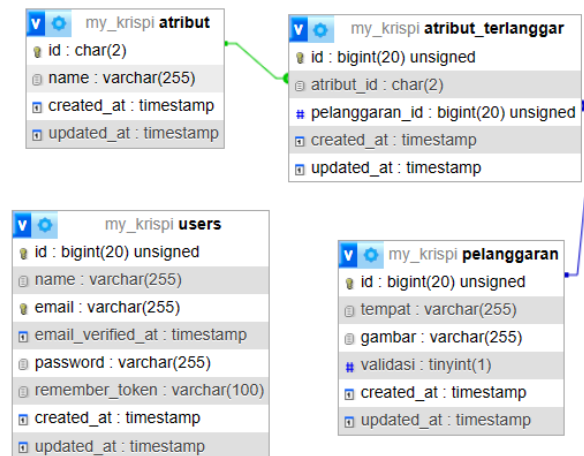 my_krispi atribut
id : char(2)
name : varchar(255)
created_at : timestamp
updated_at : timestamp
my_krispi atribut_terlanggar
id : bigint(20) unsigned
atribut_id : char(2)
# pelanggaran_id : bigint(20) unsigned
created_at : timestamp
updated_at : timestamp
my_krispi users
id : bigint(20) unsigned
name : varchar(255)
email : varchar(255)
email_verified_at : timestamp
password : varchar(255)
remember_token : varchar(100)
created_at : timestamp
updated_at : timestamp
my_krispi pelanggaran
id : bigint(20) unsigned
tempat : varchar(255)
gambar : varchar(255)
# validasi : tinyint(1)
created_at : timestamp
updated_at : timestamp